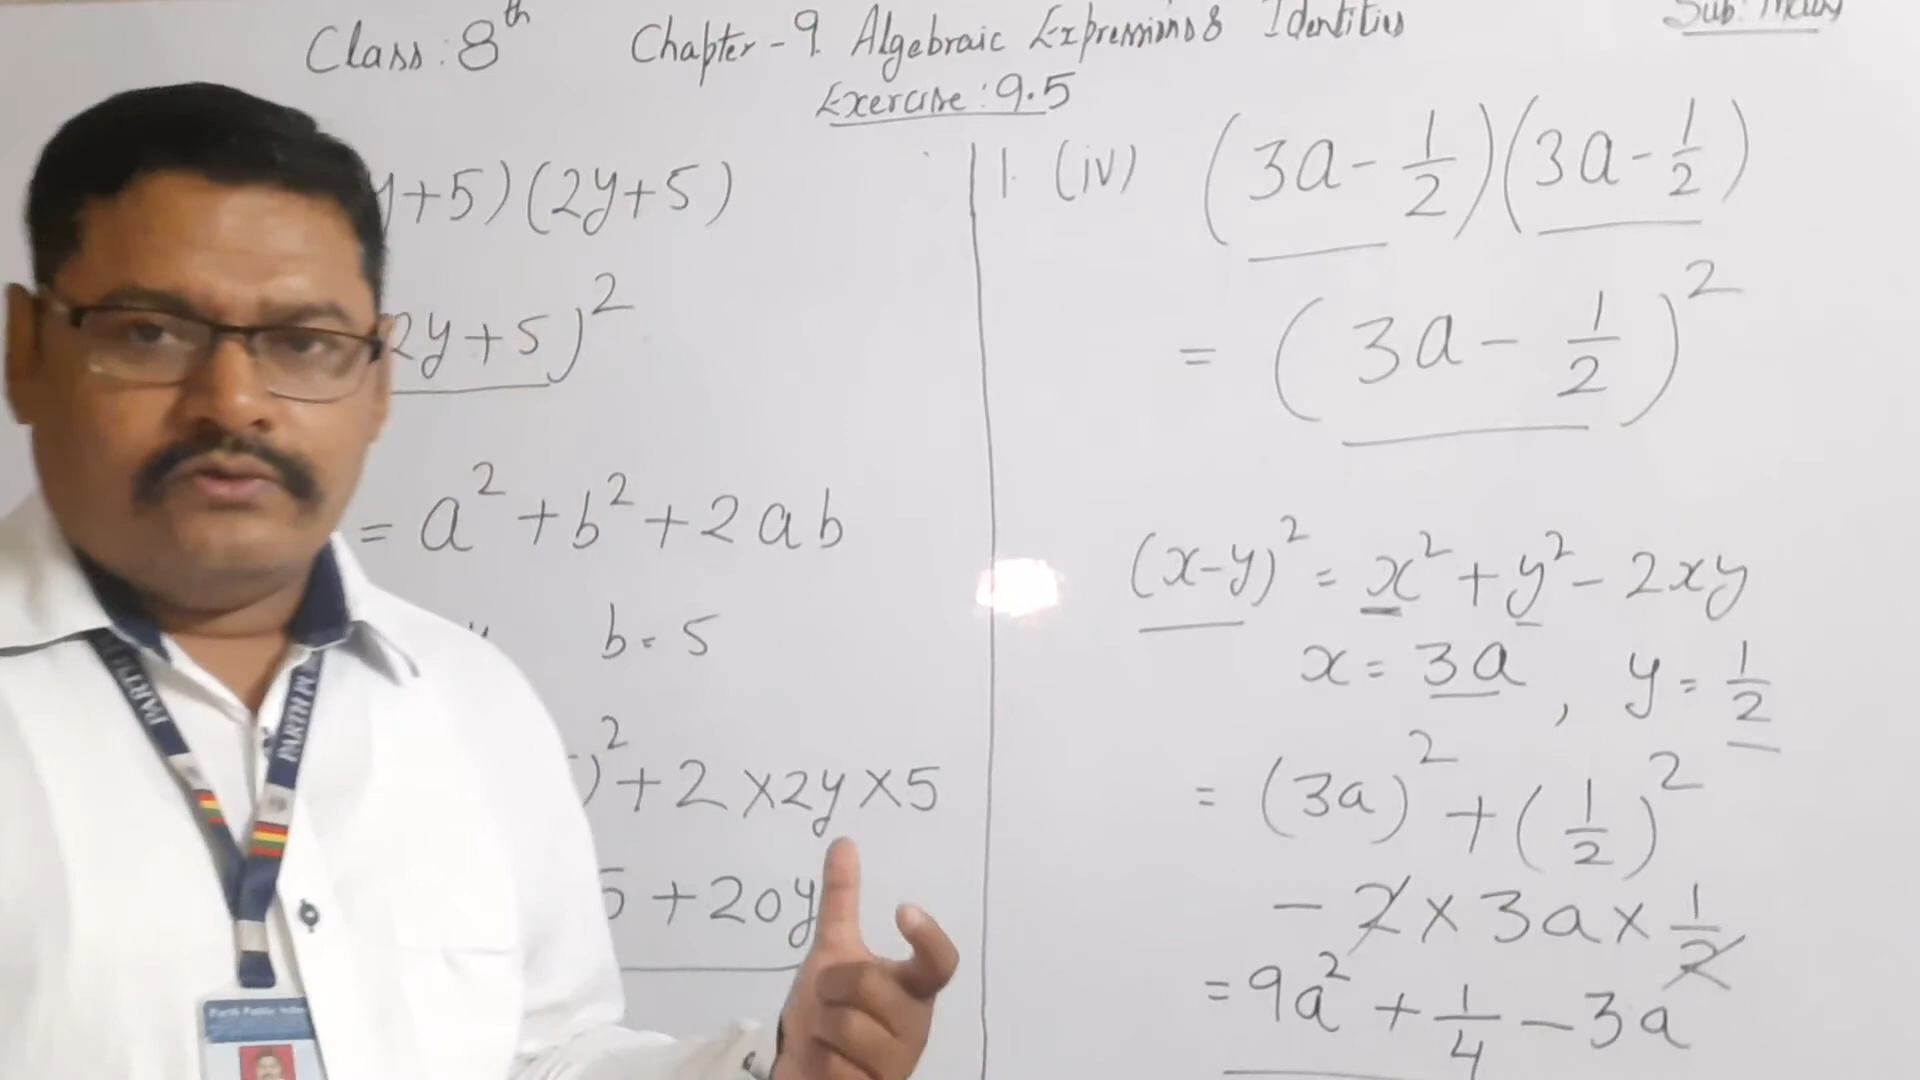 Class: 8th Chapter-9. Algebraic Expressions & Identities Sub: Maths
Exercise: 9.5
+5)(2y+5)
2y+5)²
= a²+b²+2ab
b = 5
)²+2×2y×5
5+20y
1. (iv) (3a-1/2)(3a-1/2)
= (3a-1/2)²
(x-y)² = x²+y²-2xy
x = 3a, y = 1/2
= (3a)²+(1/2)²
-2×3a×1/2
= 9a²+1/4-3a
PARTH
PARTH